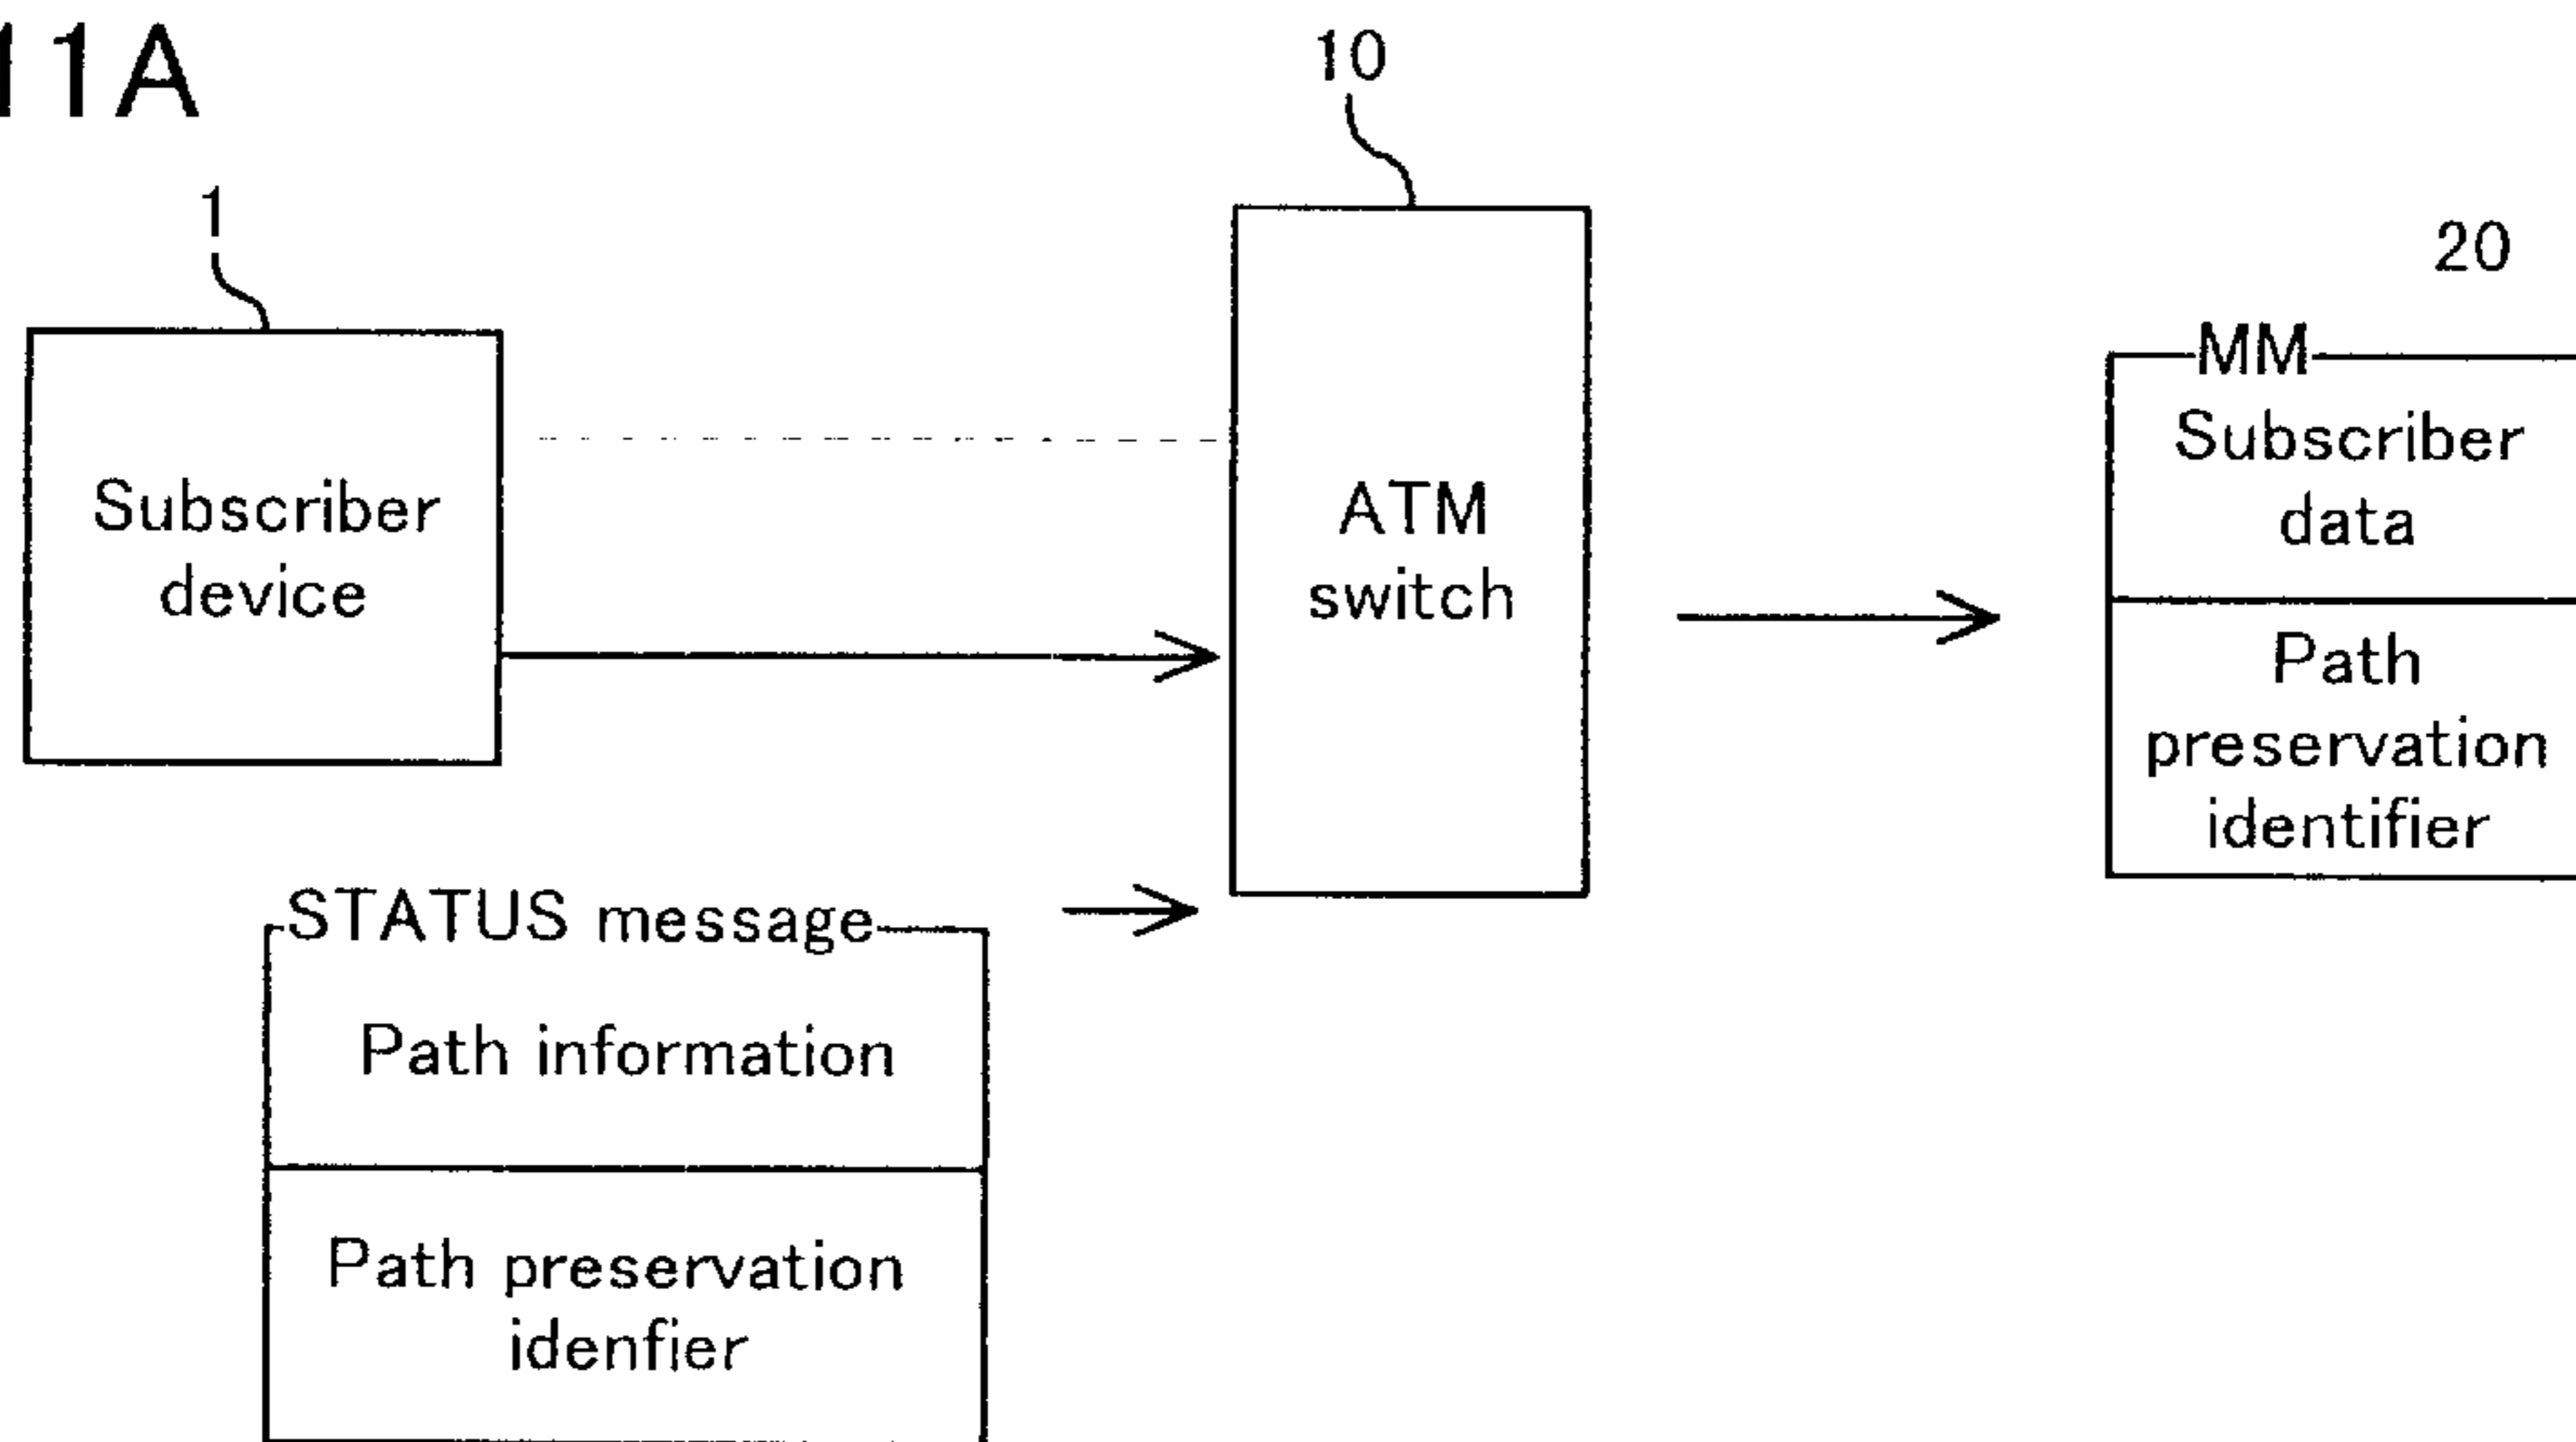 11A
10
1
20
MM
Subscriber
data
Subscriber
device
ATM
switch
Path
preservation
identifier
STATUS message
Path information
Path preservation
idenfier